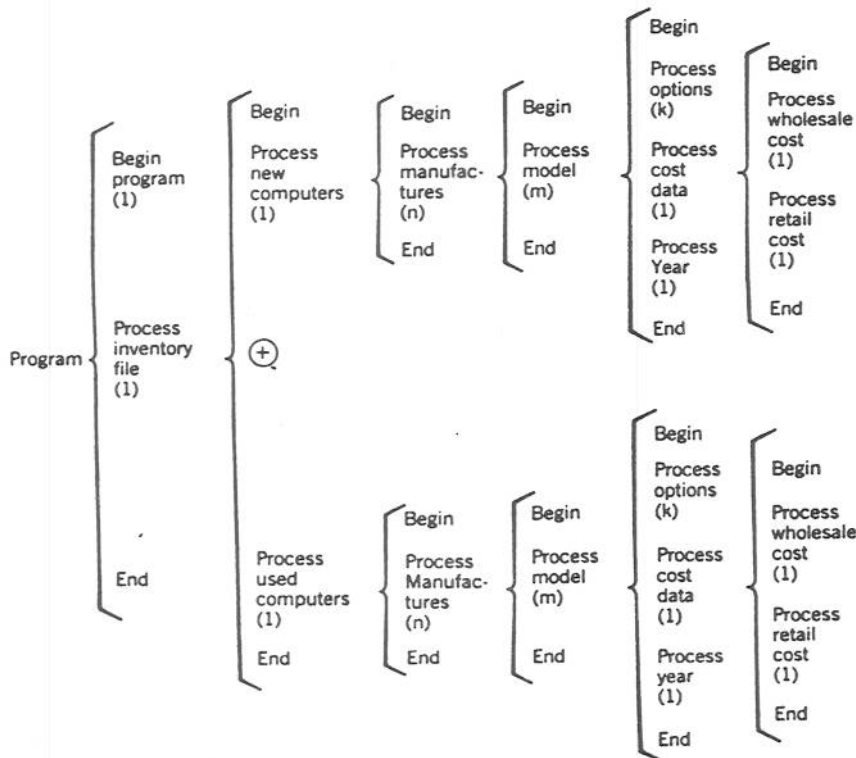 Program
Begin
program
(1)
Process
inventory
file
(1)
End
Begin
Process
new
computers
(1)
+
Process
used
computers
(1)
End
Begin
Process
manufac-
tures
(n)
End
Begin
Process
model
(m)
End
Begin
Process
options
(k)
Process
cost
data
(1)
Process
Year
(1)
End
Begin
Process
wholesale
cost
(1)
Process
retail
cost
(1)
End
Begin
Process
Manufac-
tures
(n)
End
Begin
Process
model
(m)
End
Begin
Process
options
(k)
Process
cost
data
(1)
Process
year
(1)
End
Begin
Process
wholesale
cost
(1)
Process
retail
cost
(1)
End